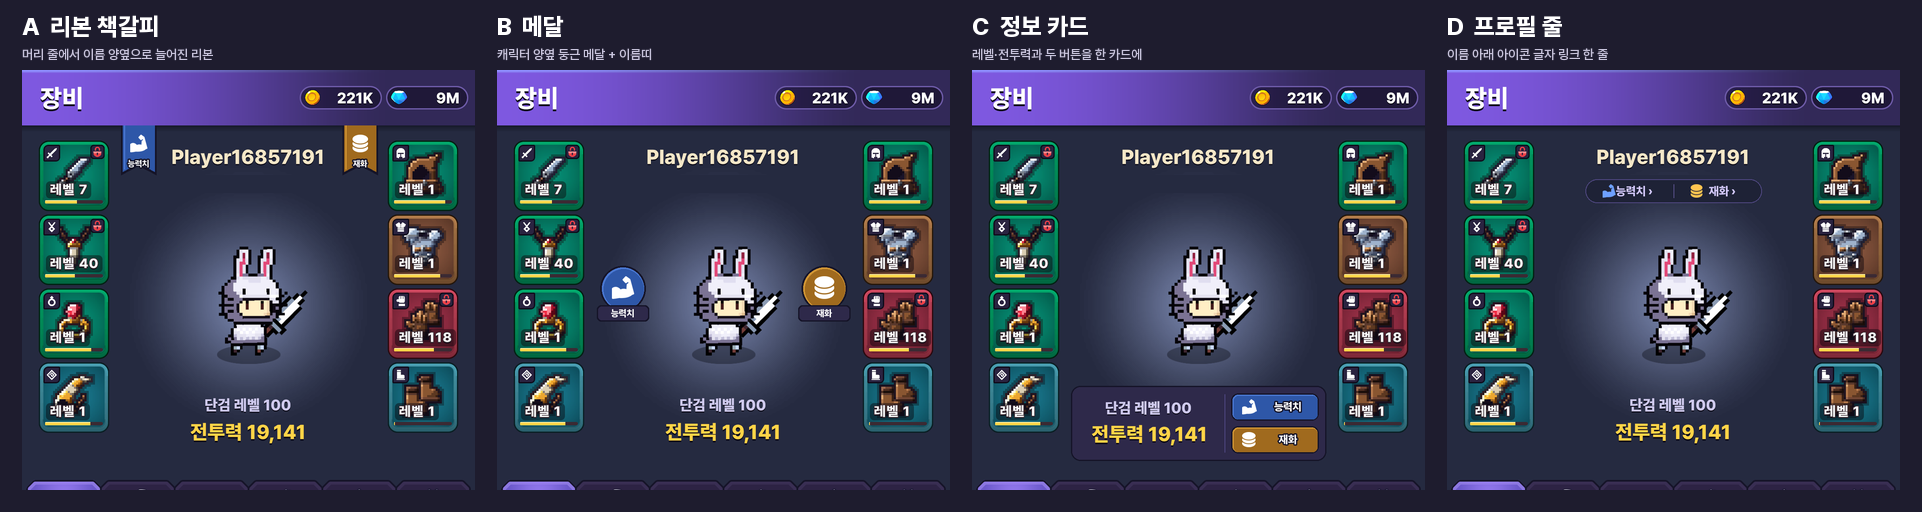 A 리본 책갈피
머리 줄에서 이름 양옆으로 늘어진 리본
장비
221K
9M
능력치
Player16857191
재화
레벨 7
레벨 1
레벨 40
레벨 1
레벨 1
레벨 118
레벨 1
레벨 1
단검 레벨 100
전투력 19,141
B 메달
캐릭터 양옆 둥근 메달 + 이름띠
장비
221K
9M
Player16857191
레벨 7
레벨 1
레벨 40
레벨 1
능력치
재화
레벨 1
레벨 118
레벨 1
레벨 1
단검 레벨 100
전투력 19,141
C 정보 카드
레벨·전투력과 두 버튼을 한 카드에
장비
221K
9M
Player16857191
레벨 7
레벨 1
레벨 40
레벨 1
레벨 1
레벨 118
레벨 1
레벨 1
단검 레벨 100
전투력 19,141
능력치
재화
D 프로필 줄
이름 아래 아이콘 글자 링크 한 줄
장비
221K
9M
Player16857191
능력치 ›
재화 ›
레벨 7
레벨 1
레벨 40
레벨 1
레벨 1
레벨 118
레벨 1
레벨 1
단검 레벨 100
전투력 19,141